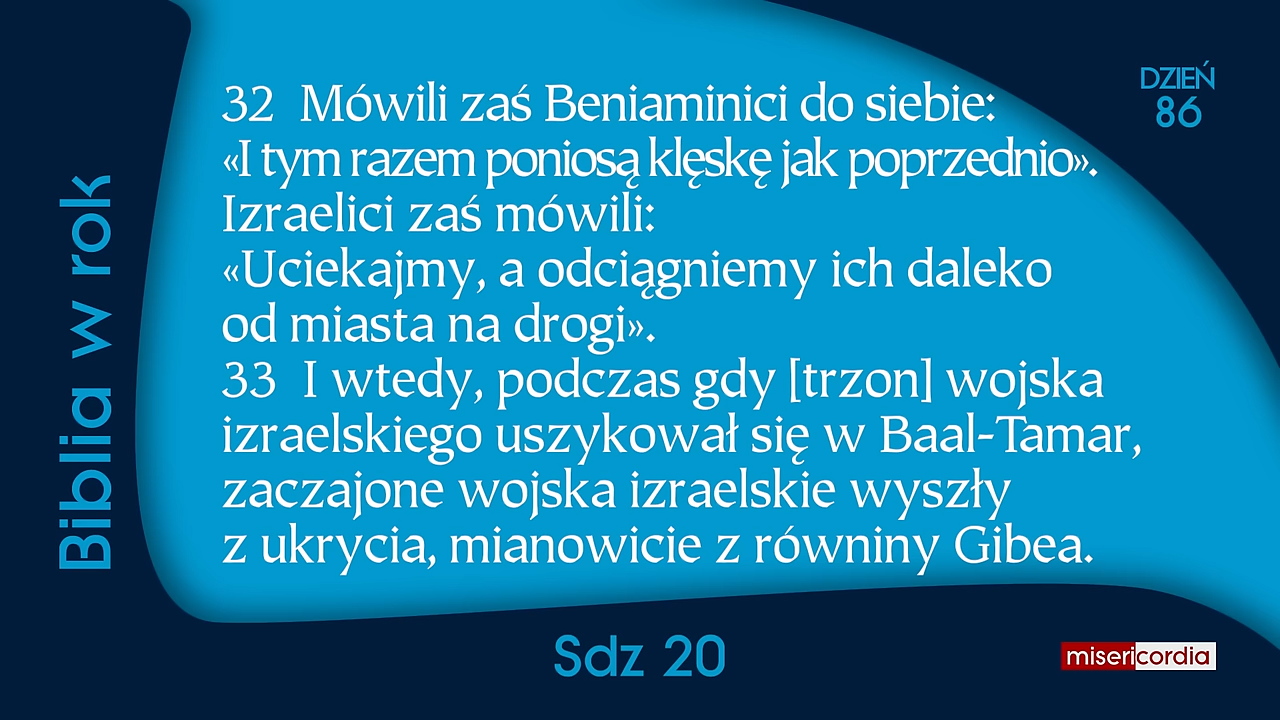 DZIEŃ
86
32 Mówili zaś Beniaminici do siebie:
«I tym razem poniosą klęskę jak poprzednio».
Izraelici zaś mówili:
«Uciekajmy, a odciągniemy ich daleko
od miasta na drogi».
33 I wtedy, podczas gdy [trzon] wojska
izraelskiego uszykował się w Baal-Tamar,
zaczajone wojska izraelskie wyszły
z ukrycia, mianowicie z równiny Gibea.
Biblia w rok
Sdz 20
misericordia